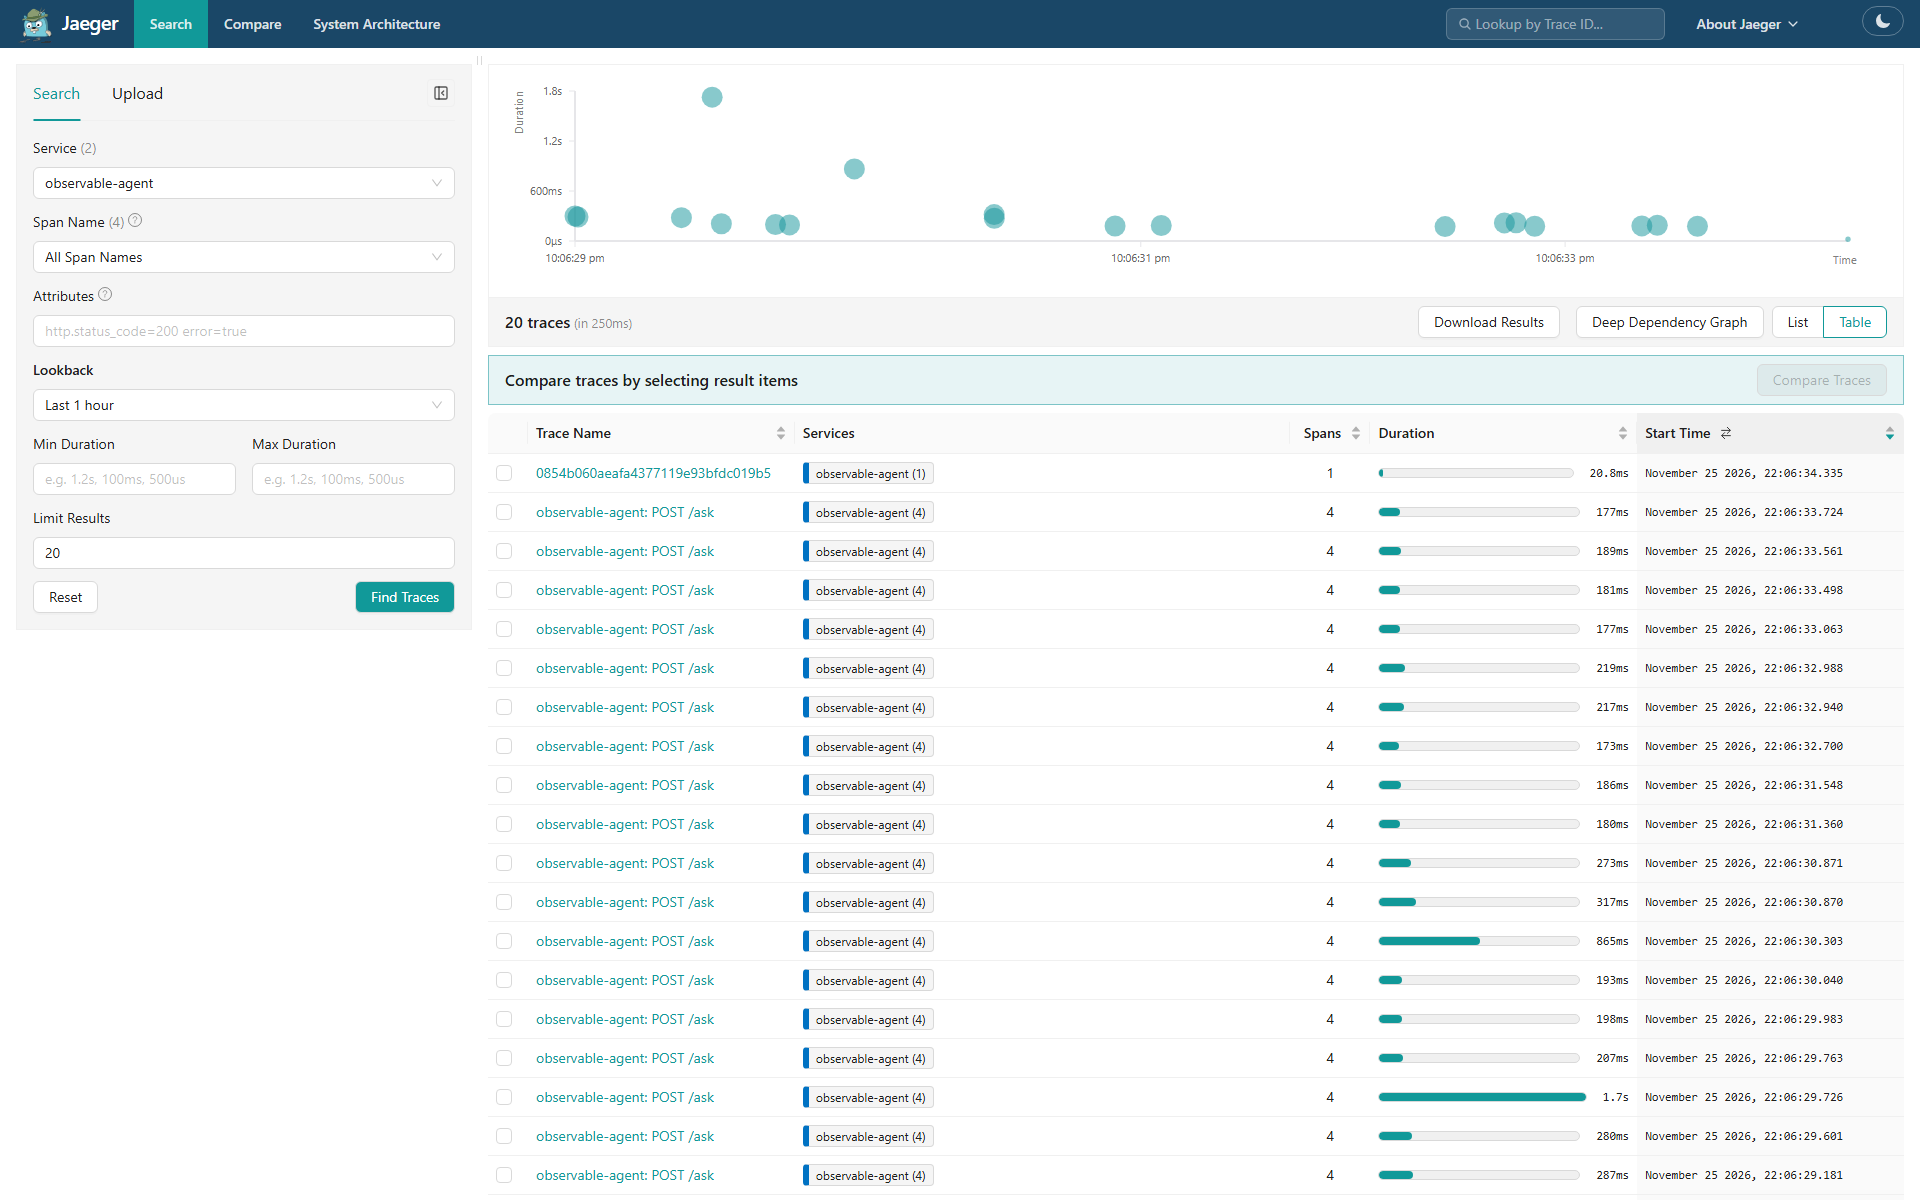 Jaeger
Search
Compare
System Architecture
Lookup by Trace ID...
About Jaeger
Search
Upload
Service (2)
observable-agent
Span Name (4)
All Span Names
Attributes
http.status_code=200 error=true
Lookback
Last 1 hour
Min Duration
Max Duration
e.g. 1.2s, 100ms, 500us
e.g. 1.2s, 100ms, 500us
Limit Results
20
Reset
Find Traces
Duration
1.8s
1.2s
600ms
0μs
10:06:29 pm
10:06:31 pm
10:06:33 pm
Time
20 traces (in 250ms)
Download Results
Deep Dependency Graph
List
Table
Compare traces by selecting result items
Compare Traces
Trace Name Services Spans Duration Start Time
0854b060aeafa4377119e93bfdc019b5 observable-agent (1) 1 20.8ms November 25 2026, 22:06:34.335
observable-agent: POST /ask observable-agent (4) 4 177ms November 25 2026, 22:06:33.724
observable-agent: POST /ask observable-agent (4) 4 189ms November 25 2026, 22:06:33.561
observable-agent: POST /ask observable-agent (4) 4 181ms November 25 2026, 22:06:33.498
observable-agent: POST /ask observable-agent (4) 4 177ms November 25 2026, 22:06:33.063
observable-agent: POST /ask observable-agent (4) 4 219ms November 25 2026, 22:06:32.988
observable-agent: POST /ask observable-agent (4) 4 217ms November 25 2026, 22:06:32.940
observable-agent: POST /ask observable-agent (4) 4 173ms November 25 2026, 22:06:32.700
observable-agent: POST /ask observable-agent (4) 4 186ms November 25 2026, 22:06:31.548
observable-agent: POST /ask observable-agent (4) 4 180ms November 25 2026, 22:06:31.360
observable-agent: POST /ask observable-agent (4) 4 273ms November 25 2026, 22:06:30.871
observable-agent: POST /ask observable-agent (4) 4 317ms November 25 2026, 22:06:30.870
observable-agent: POST /ask observable-agent (4) 4 865ms November 25 2026, 22:06:30.303
observable-agent: POST /ask observable-agent (4) 4 193ms November 25 2026, 22:06:30.040
observable-agent: POST /ask observable-agent (4) 4 198ms November 25 2026, 22:06:29.983
observable-agent: POST /ask observable-agent (4) 4 207ms November 25 2026, 22:06:29.763
observable-agent: POST /ask observable-agent (4) 4 1.7s November 25 2026, 22:06:29.726
observable-agent: POST /ask observable-agent (4) 4 280ms November 25 2026, 22:06:29.601
observable-agent: POST /ask observable-agent (4) 4 287ms November 25 2026, 22:06:29.181